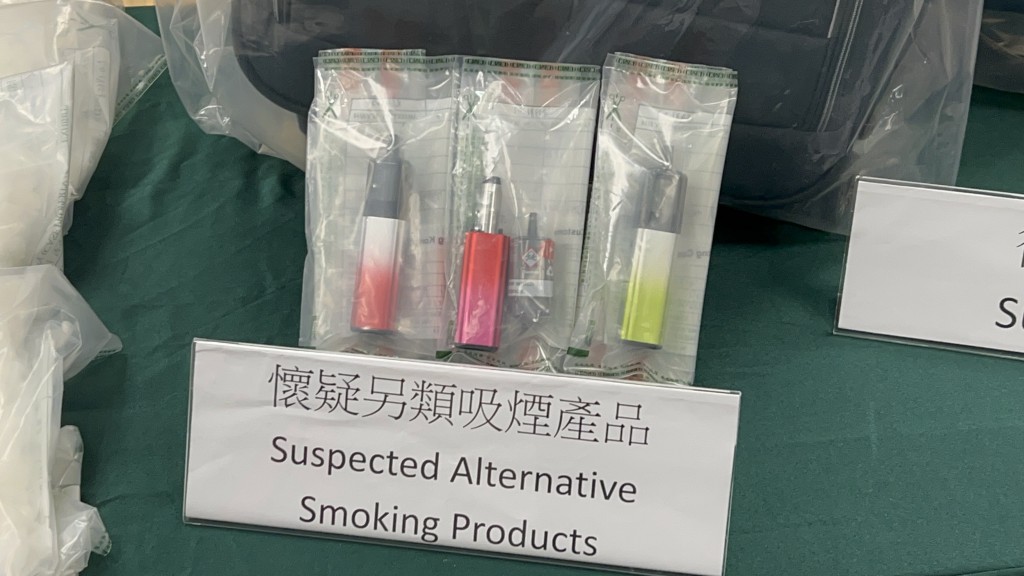 懷疑另類吸煙產品
Suspected Alternative
Smoking Products